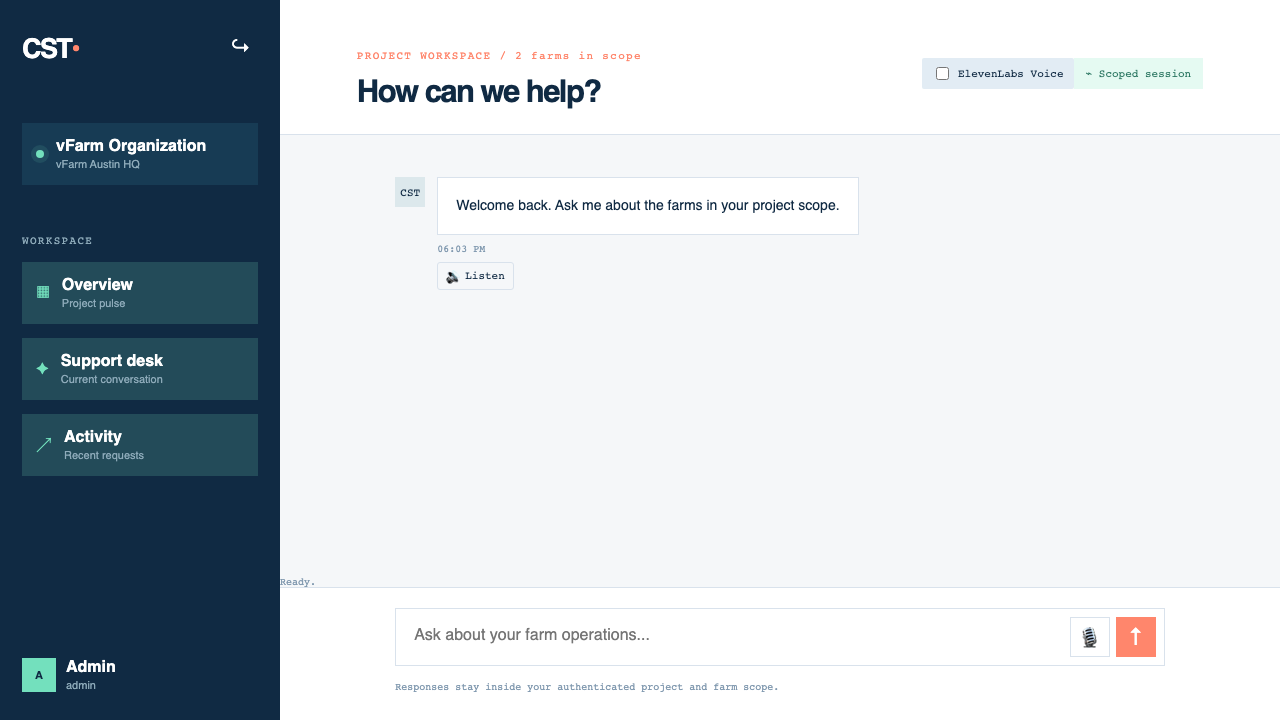 CST
vFarm Organization
vFarm Austin HQ
WORKSPACE
Overview
Project pulse
Support desk
Current conversation
Activity
Recent requests
A
Admin
admin
PROJECT WORKSPACE / 2 farms in scope
How can we help?
ElevenLabs Voice
~ Scoped session
CST
Welcome back. Ask me about the farms in your project scope.
06:03 PM
Listen
Ready.
Ask about your farm operations...
Responses stay inside your authenticated project and farm scope.